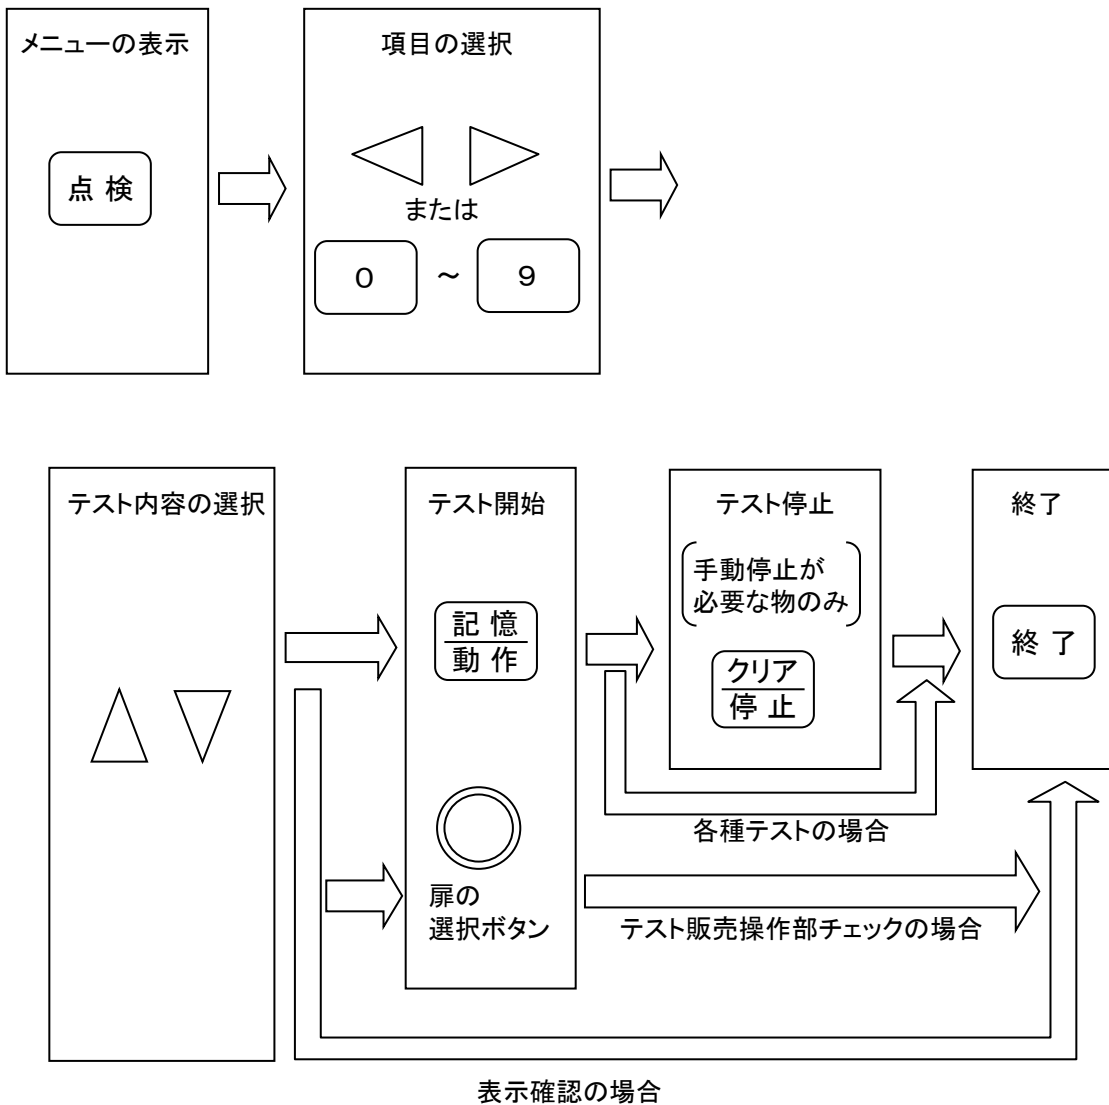 メニューの表示
点 検
項目の選択
または
0 ~ 9
テスト内容の選択
テスト開始
記 憶
動 作
扉の
選択ボタン
テスト停止
手動停止が
必要な物のみ
クリア
停 止
終了
終 了
各種テストの場合
テスト販売操作部チェックの場合
表示確認の場合